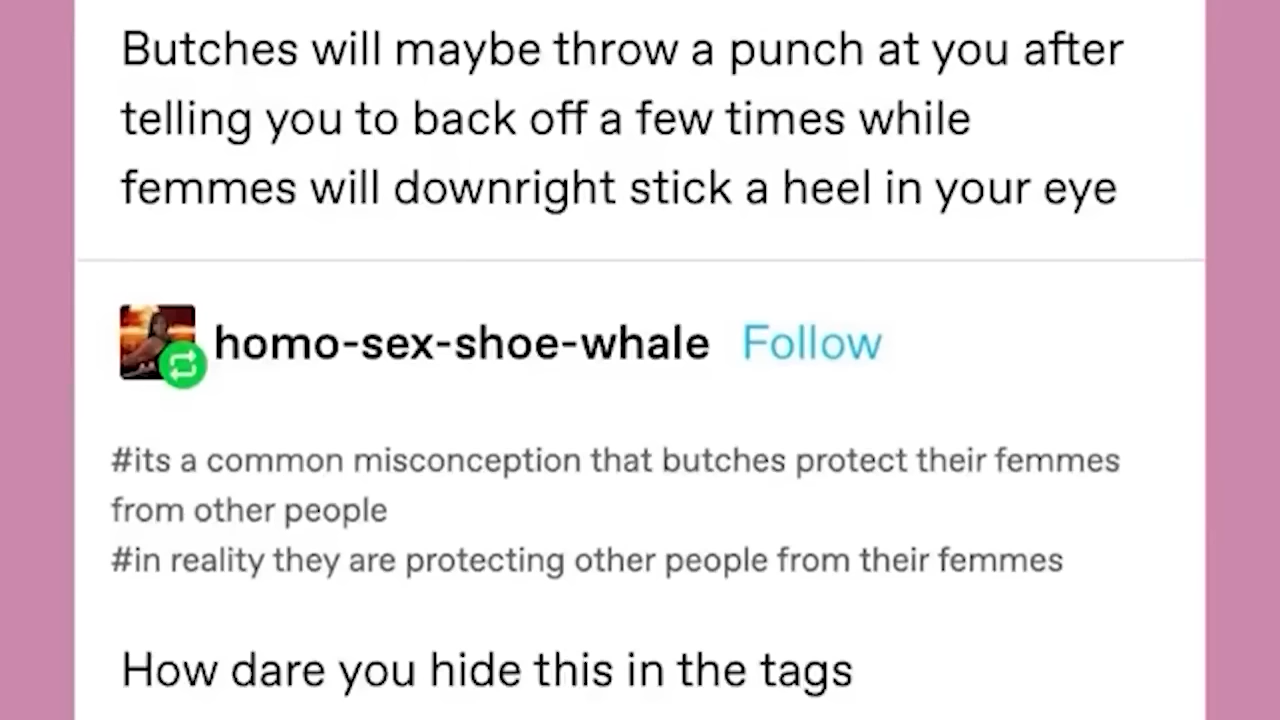 Butches will maybe throw a punch at you after
telling you to back off a few times while
femmes will downright stick a heel in your eye
homo-sex-shoe-whale Follow
#its a common misconception that butches protect their femmes
from other people
#in reality they are protecting other people from their femmes
How dare you hide this in the tags